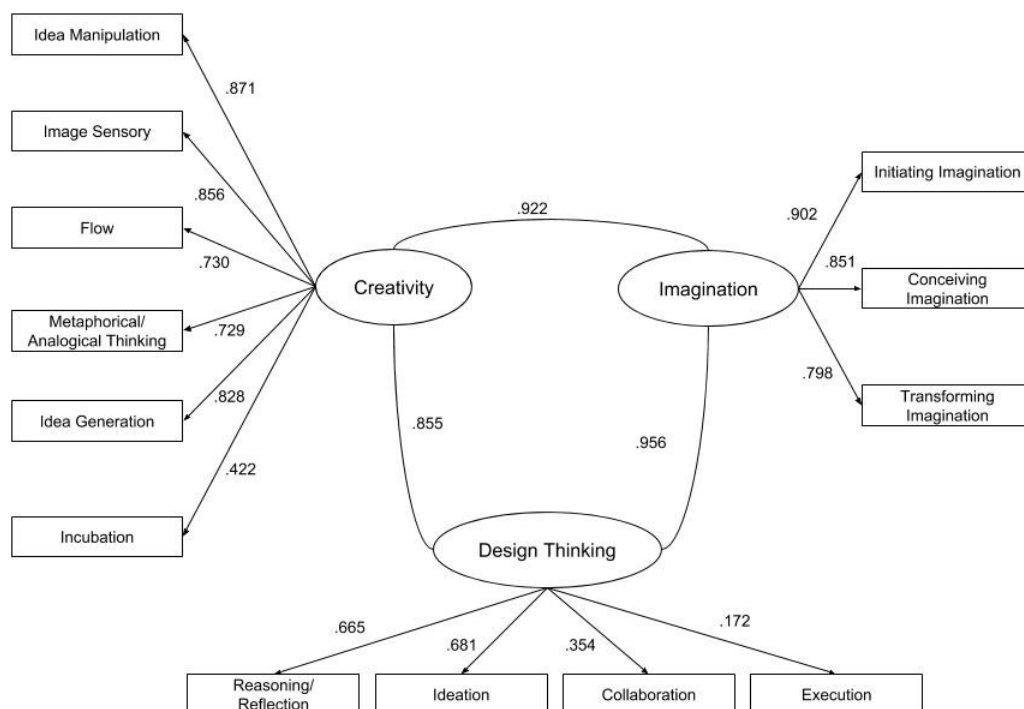 Idea Manipulation
.871
Image Sensory
.856
Flow
.730
Metaphorical/
Analogical Thinking
.729
Idea Generation
.828
Incubation
.422
Creativity
.922
Imagination
.902
Initiating Imagination
.851
Conceiving
Imagination
.798
Transforming
Imagination
.855
.956
Design Thinking
.665
.681
.354
.172
Reasoning/
Reflection
Ideation
Collaboration
Execution